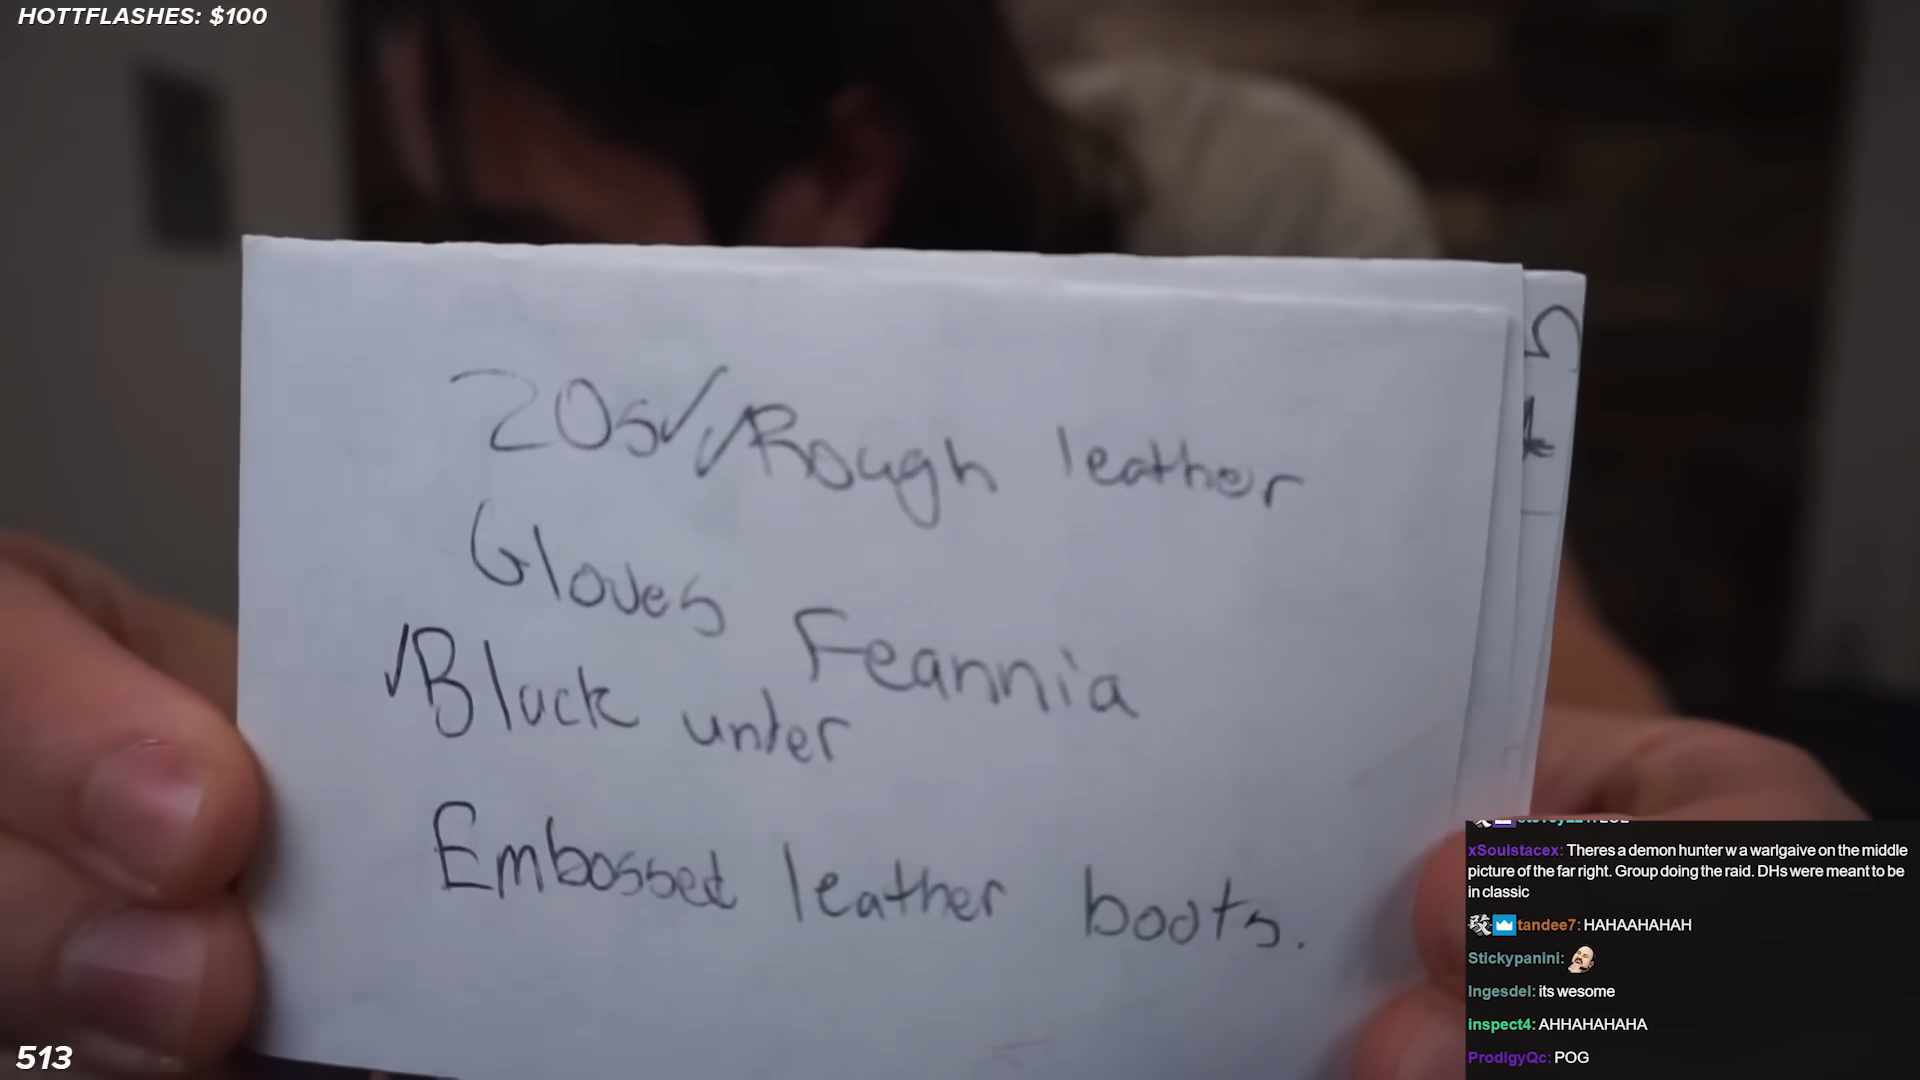 HOTTFLASHES: $100
20s Rough leather
Gloves Feannia
Black under
Embossed leather boots.
xSoulstacex: Theres a demon hunter w a warlgaive on the middle
picture of the far right. Group doing the raid. DHs were meant to be
in classic
tandee7: HAHAAHAHAH
Stickypanini:
Ingesdel: its wesome
inspect4: AHHAHAHAHA
ProdigyQc: POG
513